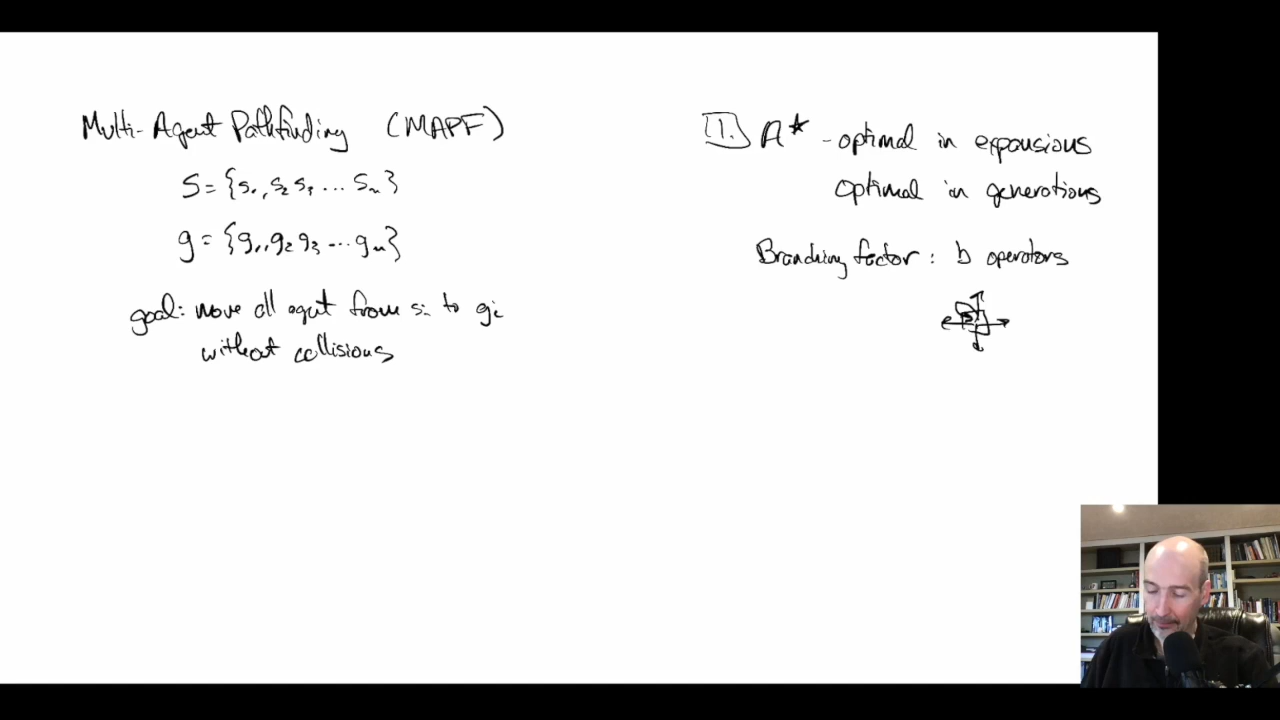 Multi-Agent Pathfinding (MAPF)
S = {s₁, s₂ s₃ ... sₙ}
g = {g₁, g₂ g₃ ... gₙ}
goal: move all agent from sᵢ to gᵢ
without collisions
1. A* - optimal in expansions
optimal in generations
Branching factor: b operators